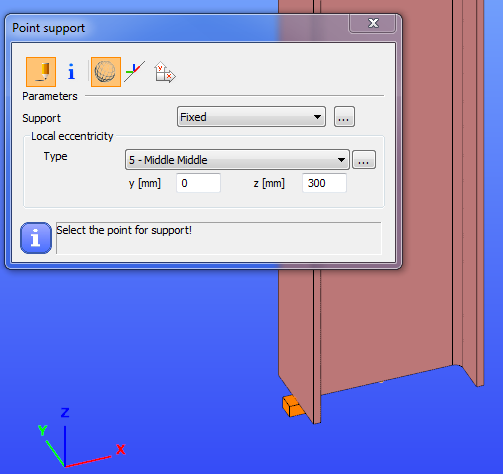 Point support
Parameters
Support Fixed ...
Local eccentricity
Type 5 - Middle Middle ...
y [mm] 0 z [mm] 300
Select the point for support!
Z
Y
X